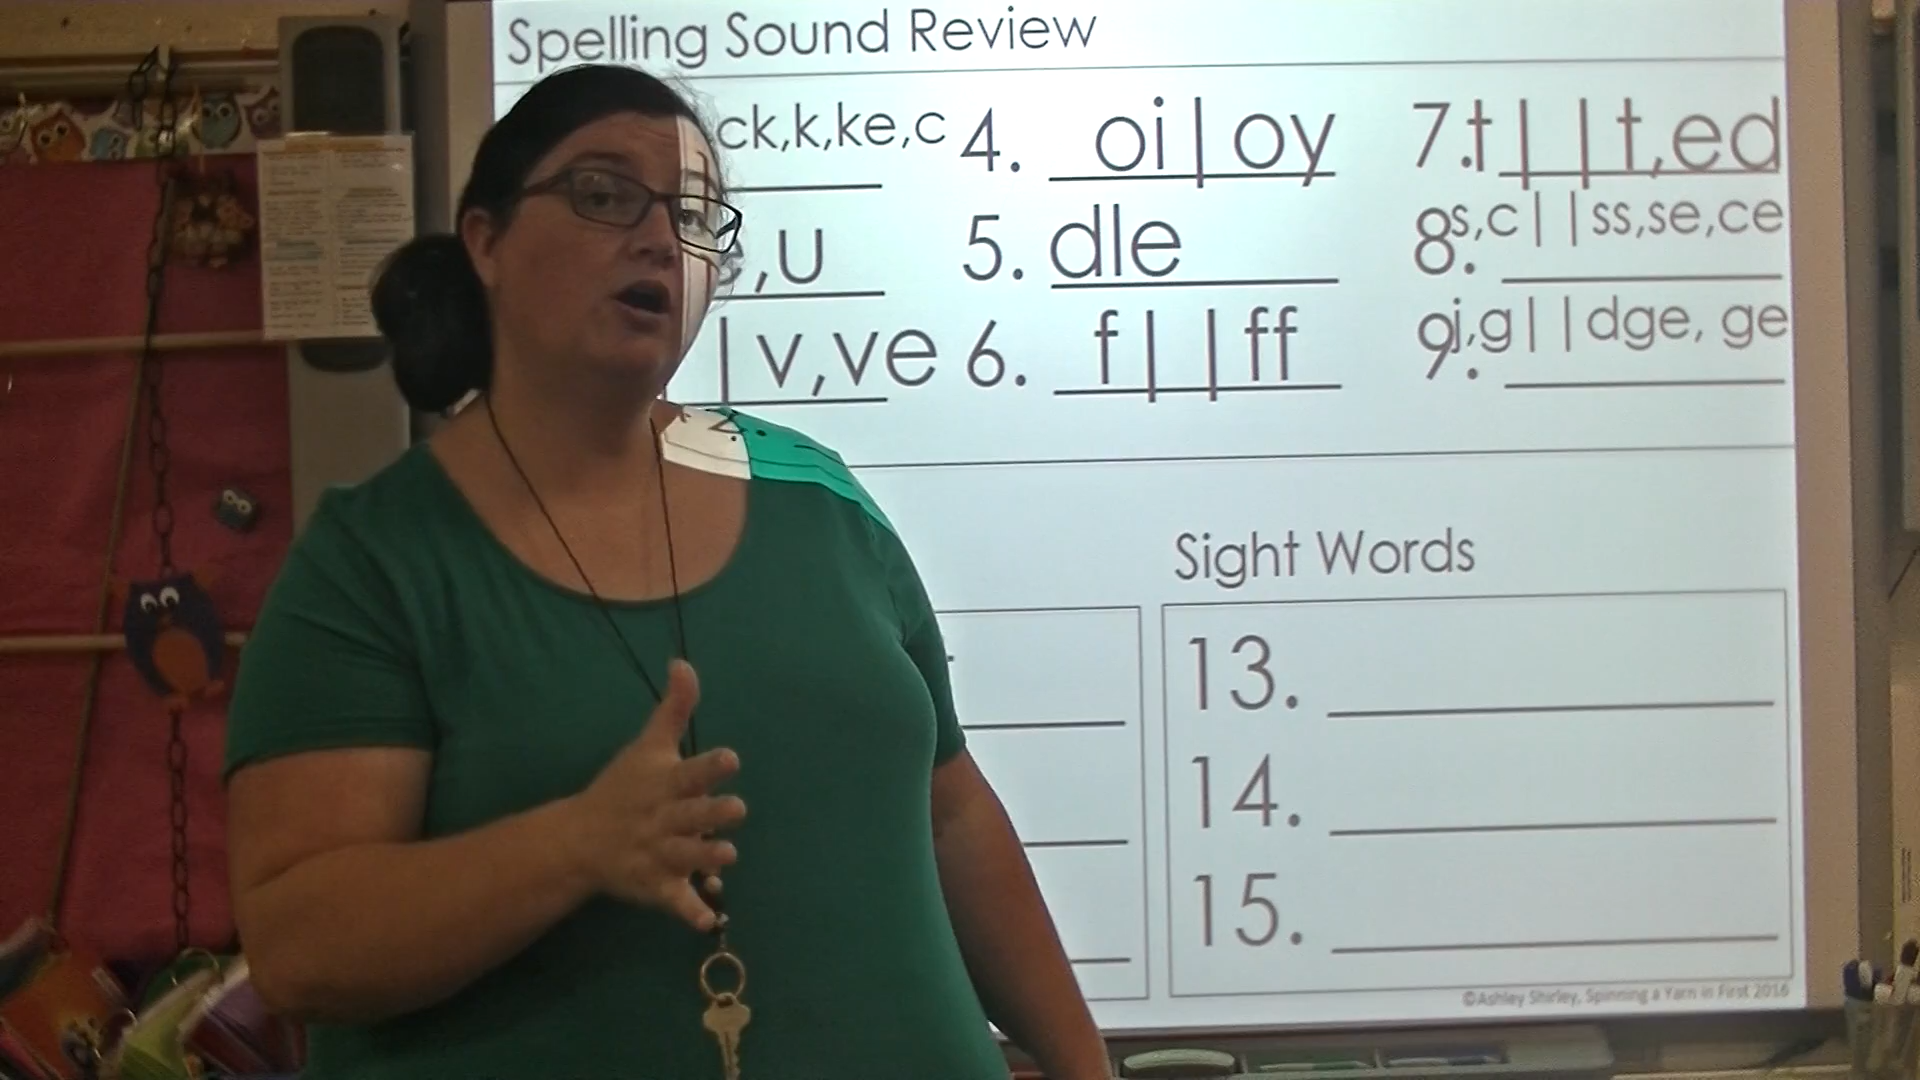 Spelling Sound Review
ck,k,ke,c
4. oi | oy
7. t | | t,ed
,u
5. dle
8. s,c | | ss,se,ce
| v,ve
6. f | | ff
9. j,g | | dge, ge
Sight Words
13.
14.
15.
©Ashley Shirley, Spinning a Yarn in First 2016